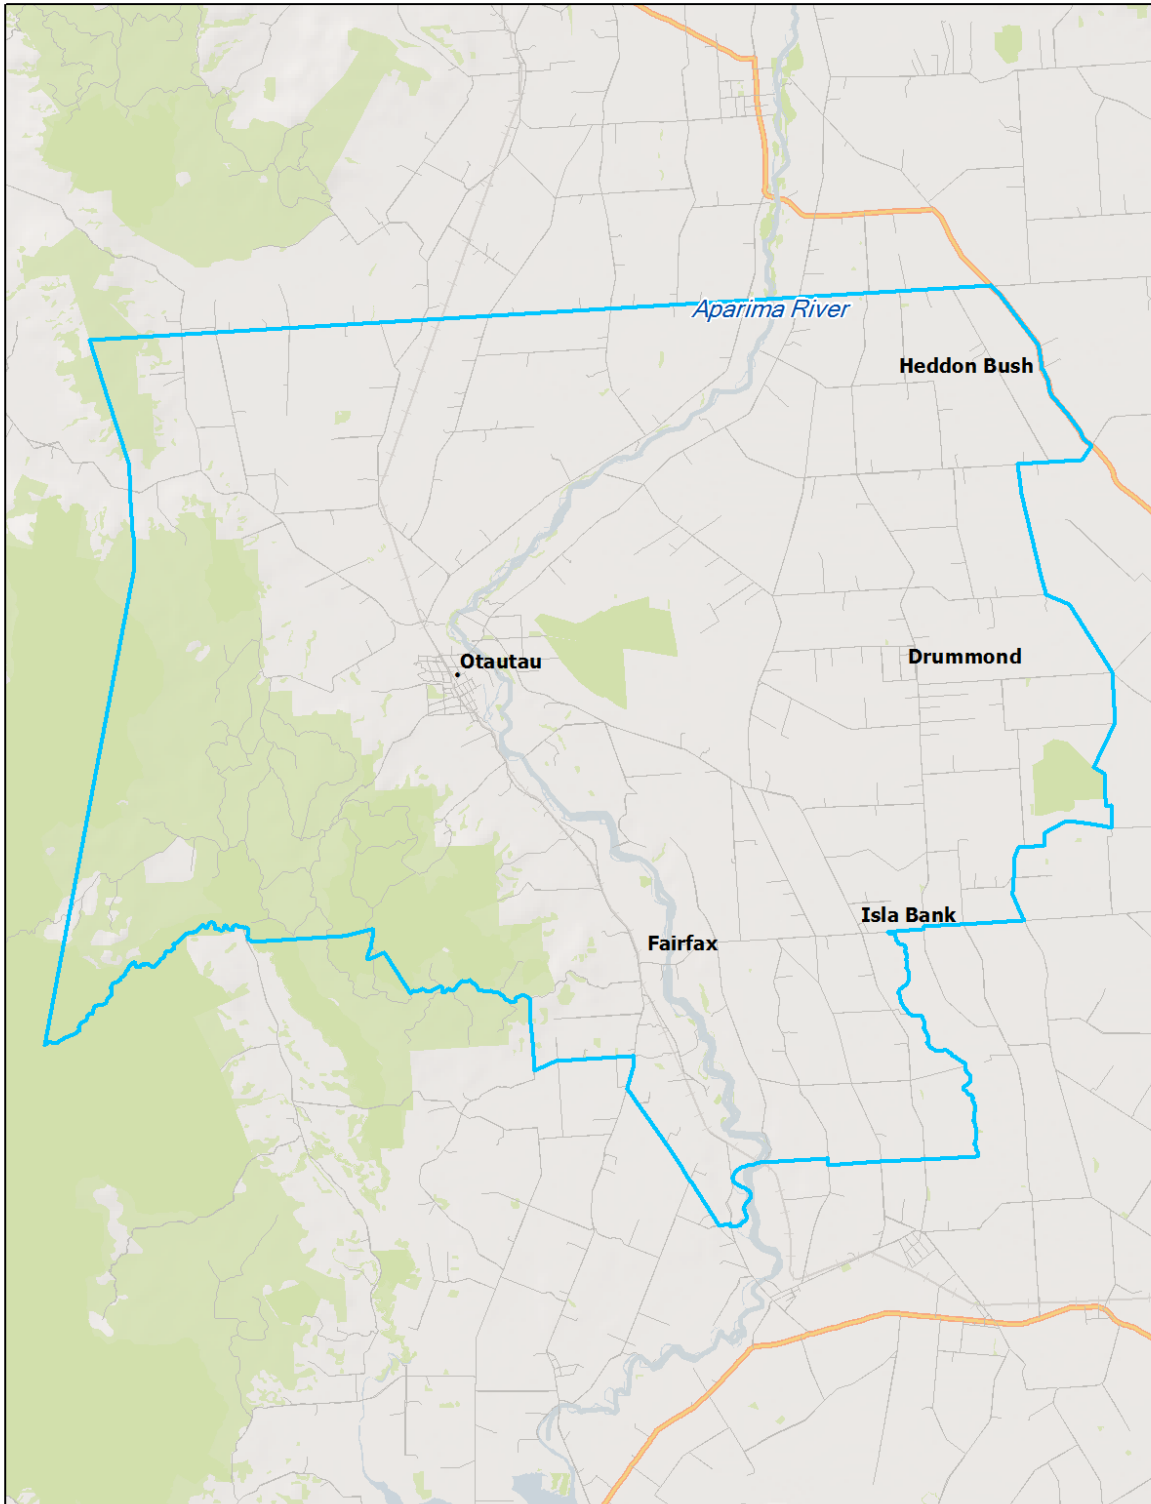 Aparima River
Heddon Bush
Otautau
Drummond
Isla Bank
Fairfax